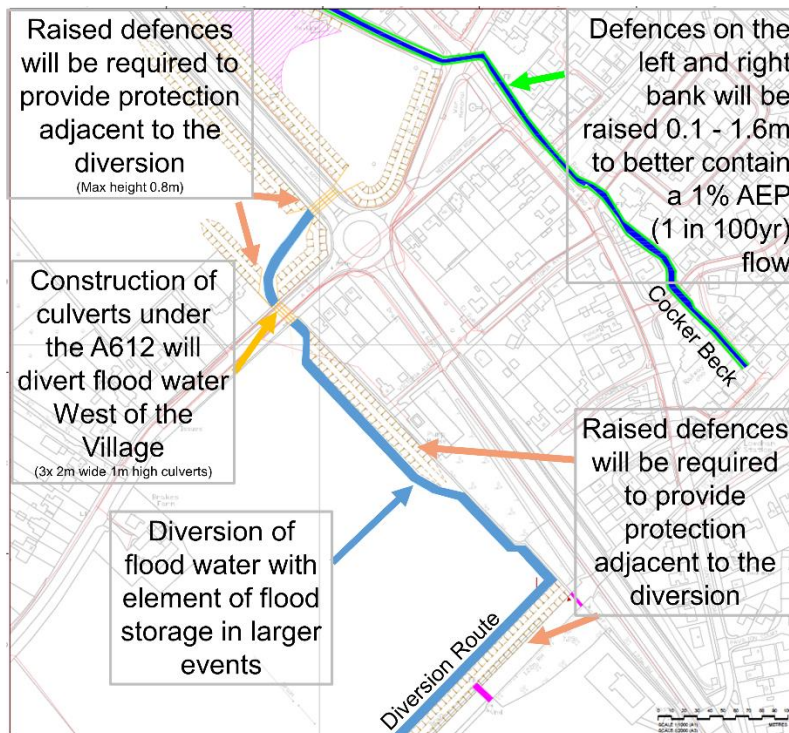 Raised defences
will be required to
provide protection
adjacent to the
diversion
(Max height 0.8m)
Defences on the
left and right
bank will be
raised 0.1 - 1.6m
to better contain
a 1% AEP
(1 in 100yr)
flow
Construction of
culverts under
the A612 will
divert flood water
West of the
Village
(3x 2m wide 1m high culverts)
Cocker Beck
Raised defences
will be required
to provide
protection
adjacent to the
diversion
Diversion of
flood water with
element of flood
storage in larger
events
Diversion Route
METRES